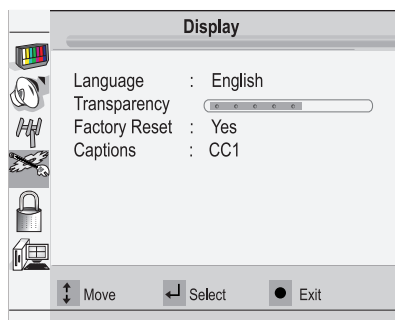 Display
Language : English
Transparency
Factory Reset : Yes
Captions : CC1
Move Select Exit